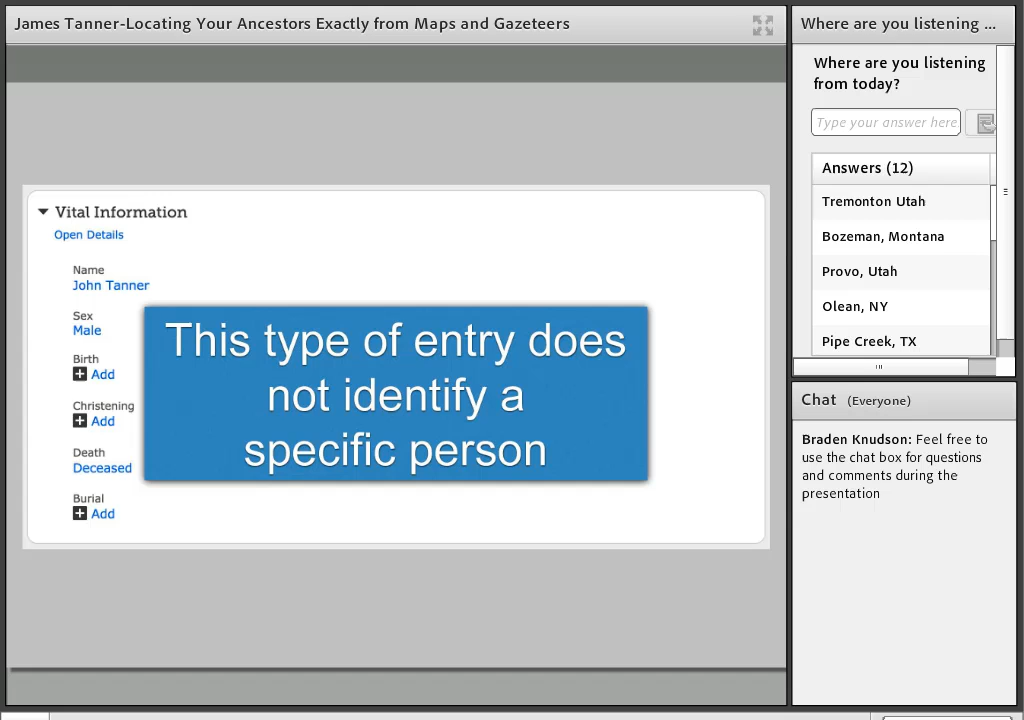 James Tanner-Locating Your Ancestors Exactly from Maps and Gazeteers
Vital Information
Open Details
Name
John Tanner
Sex
Male
Birth
Add
Christening
Add
Death
Deceased
Burial
Add
This type of entry does
not identify a
specific person
Where are you listening ...
Where are you listening
from today?
Type your answer here
Answers (12)
Tremonton Utah
Bozeman, Montana
Provo, Utah
Olean, NY
Pipe Creek, TX
Chat (Everyone)
Braden Knudson: Feel free to
use the chat box for questions
and comments during the
presentation